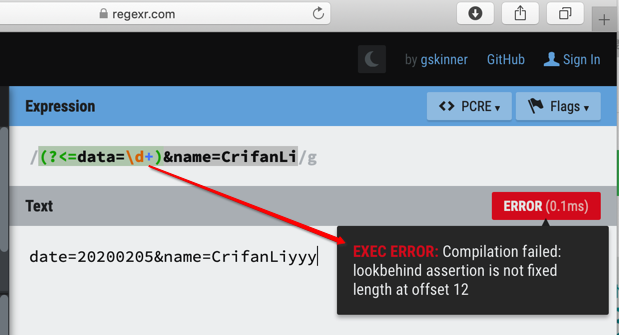 regexr.com
by gskinner GitHub Sign In
Expression
<> PCRE ▾ Flags ▾
/(?<=data=\d+)&name=CrifanLi/g
Text
ERROR (0.1ms)
date=20200205&name=CrifanLiyyy
EXEC ERROR: Compilation failed:
lookbehind assertion is not fixed
length at offset 12